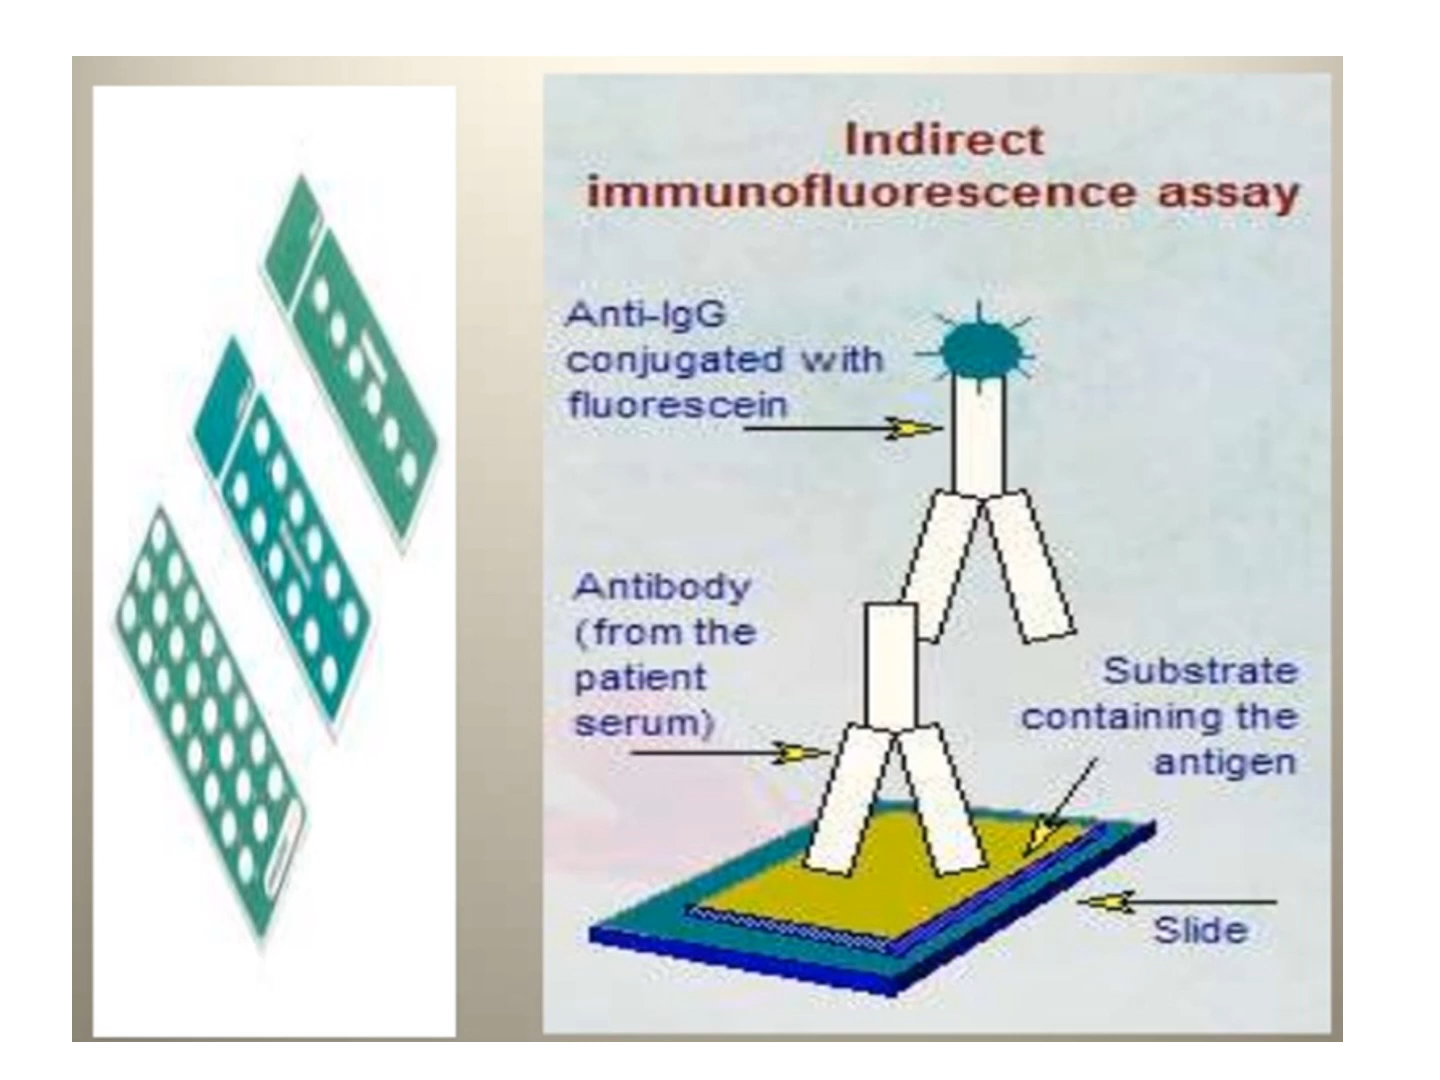 Indirect
immunofluorescence assay
Anti-IgG
conjugated with
fluorescein
Antibody
(from the
patient
serum)
Substrate
containing the
antigen
Slide